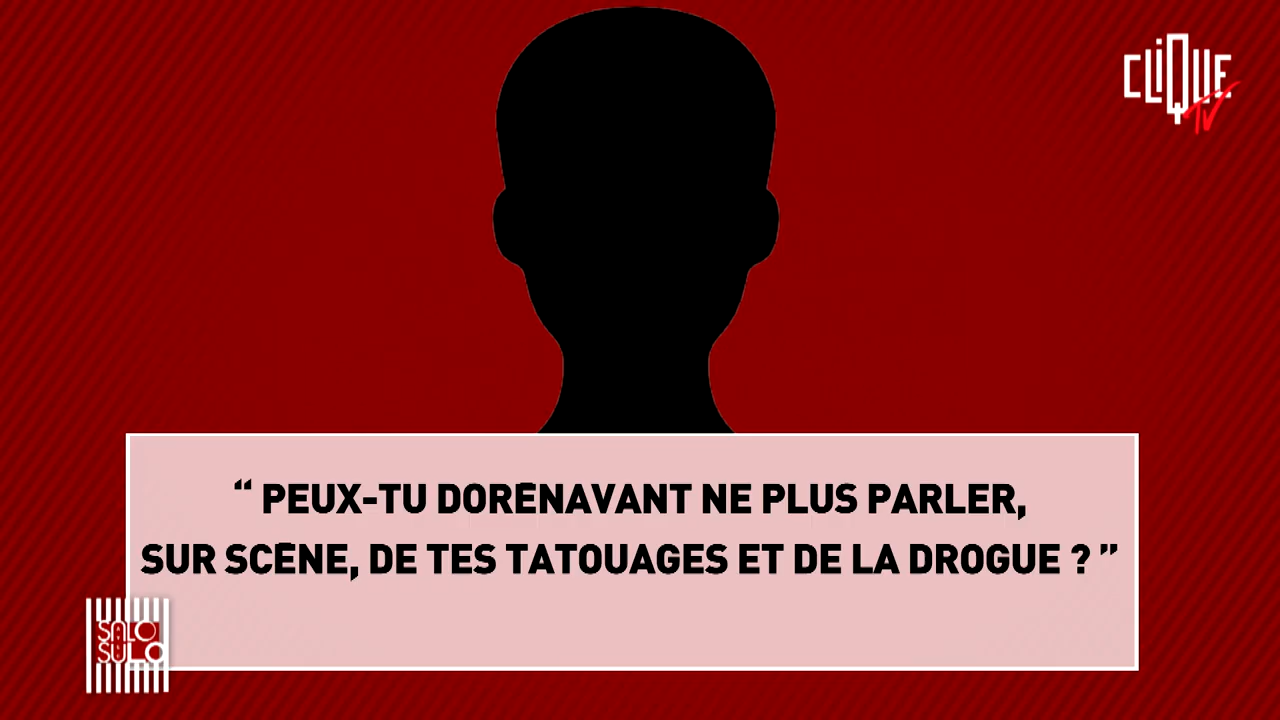 CLIQUE
TV
“ PEUX-TU DORENAVANT NE PLUS PARLER,
SUR SCENE, DE TES TATOUAGES ET DE LA DROGUE ? ”
SALO
SULO